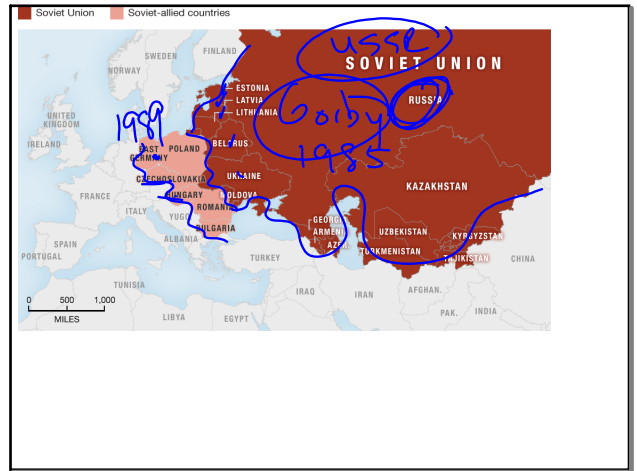 Soviet Union Soviet-allied countries
USSR
SOVIET UNION
FINLAND
SWEDEN
NORWAY
ESTONIA
LATVIA
LITHUANIA
RUSSIA
Gorby
1985
1989
UNITED
KINGDOM
IRELAND
EAST
GERMANY
POLAND
BELARUS
CZECHOSLOVAKIA
UKRAINE
KAZAKHSTAN
FRANCE
HUNGARY
MOLDOVA
ROMANIA
ITALY
YUGO
BULGARIA
ALBANIA
GEORGIA
ARMENI
AZE
UZBEKISTAN
KYRGYZSTAN
TURKMENISTAN
TAJIKISTAN
SPAIN
PORTUGAL
TURKEY
CHINA
TUNISIA
IRAQ
IRAN
AFGHAN.
PAK.
INDIA
LIBYA
EGYPT
0 500 1,000
MILES